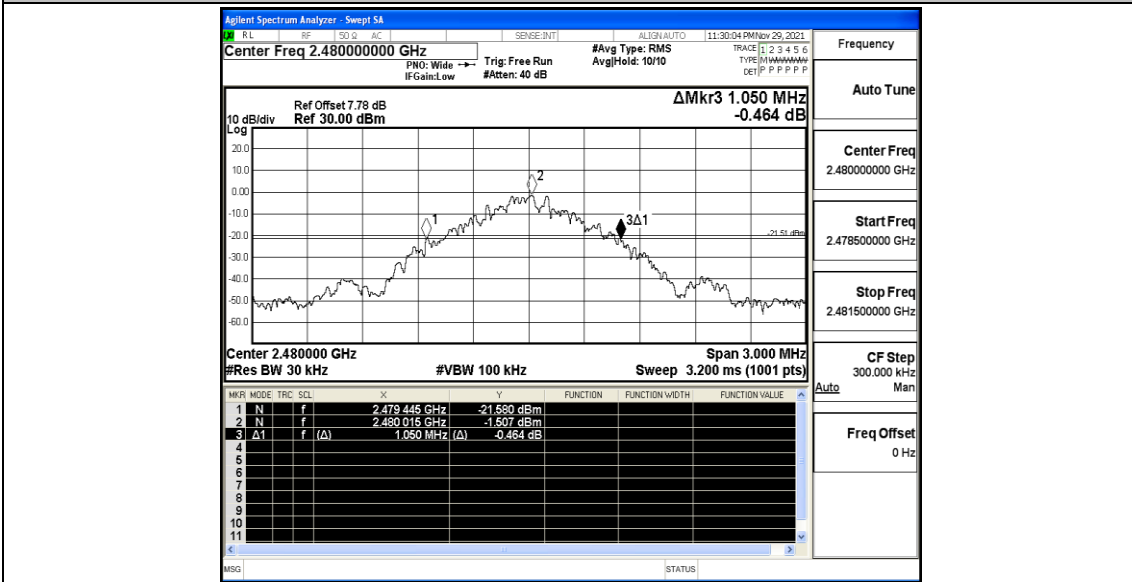 Agilent Spectrum Analyzer - Swept SA
RL RF 50 Ω AC SENSE:INT ALIGN AUTO 11:30:04 PM Nov 29, 2021
Center Freq 2.480000000 GHz
PNO: Wide
IFGain:Low
Trig: Free Run
#Atten: 40 dB
#Avg Type: RMS
Avg|Hold: 10/10
TRACE 1 2 3 4 5 6
TYPE M
DET P P P P P P
Frequency
Auto Tune
Center Freq
2.480000000 GHz
Start Freq
2.478500000 GHz
Stop Freq
2.481500000 GHz
CF Step
300.000 kHz
Auto Man
Freq Offset
0 Hz
ΔMkr3 1.050 MHz
-0.464 dB
Ref Offset 7.78 dB
10 dB/div Ref 30.00 dBm
Log
20.0
10.0
0.00
-10.0
-20.0
-30.0
-40.0
-50.0
-60.0
1
2
3Δ1
-21.51 dBm
Center 2.480000 GHz Span 3.000 MHz
#Res BW 30 kHz #VBW 100 kHz Sweep 3.200 ms (1001 pts)
MKR MODE TRC SCL X Y FUNCTION FUNCTION WIDTH FUNCTION VALUE
1 N f 2.479 445 GHz -21.580 dBm
2 N f 2.480 015 GHz -1.507 dBm
3 Δ1 f (Δ) 1.050 MHz (Δ) -0.464 dB
4
5
6
7
8
9
10
11
MSG STATUS